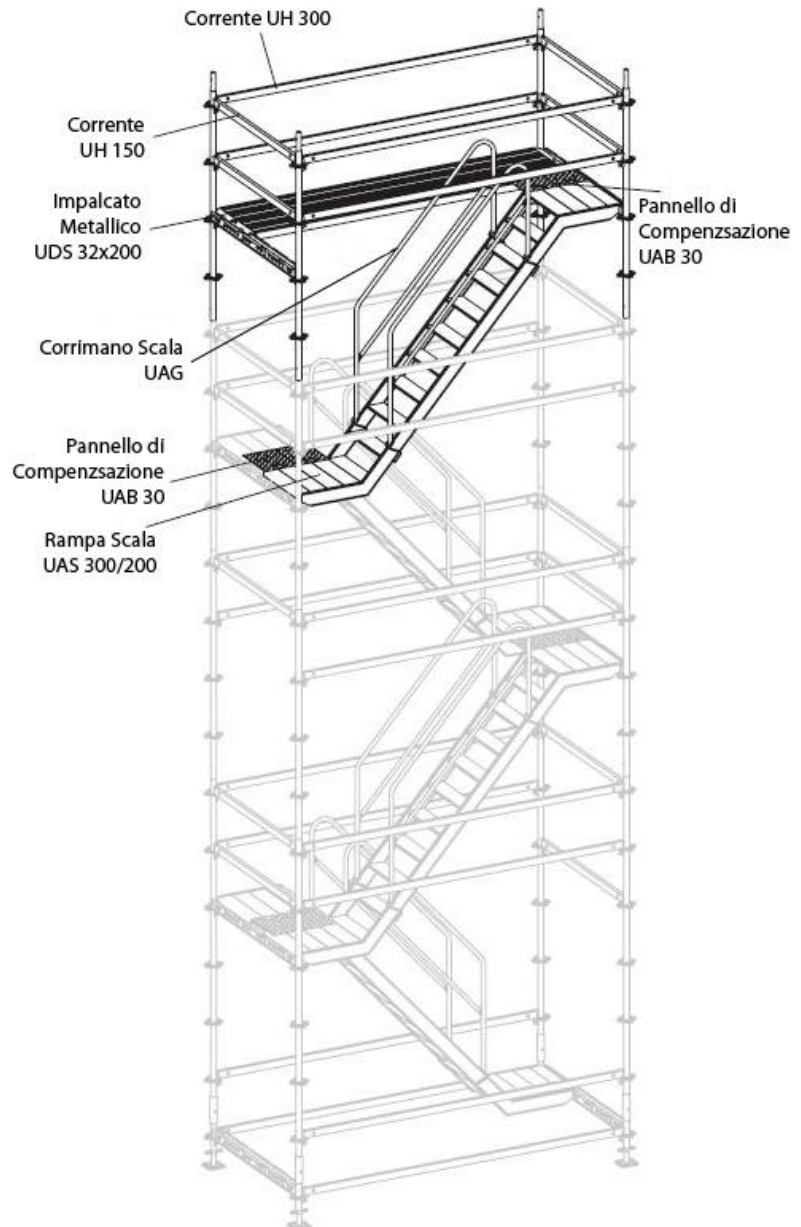 Corrente UH 300
Corrente
UH 150
Impalcato
Metallico
UDS 32x200
Pannello di
Compenzsazione
UAB 30
Corrimano Scala
UAG
Pannello di
Compenzsazione
UAB 30
Rampa Scala
UAS 300/200